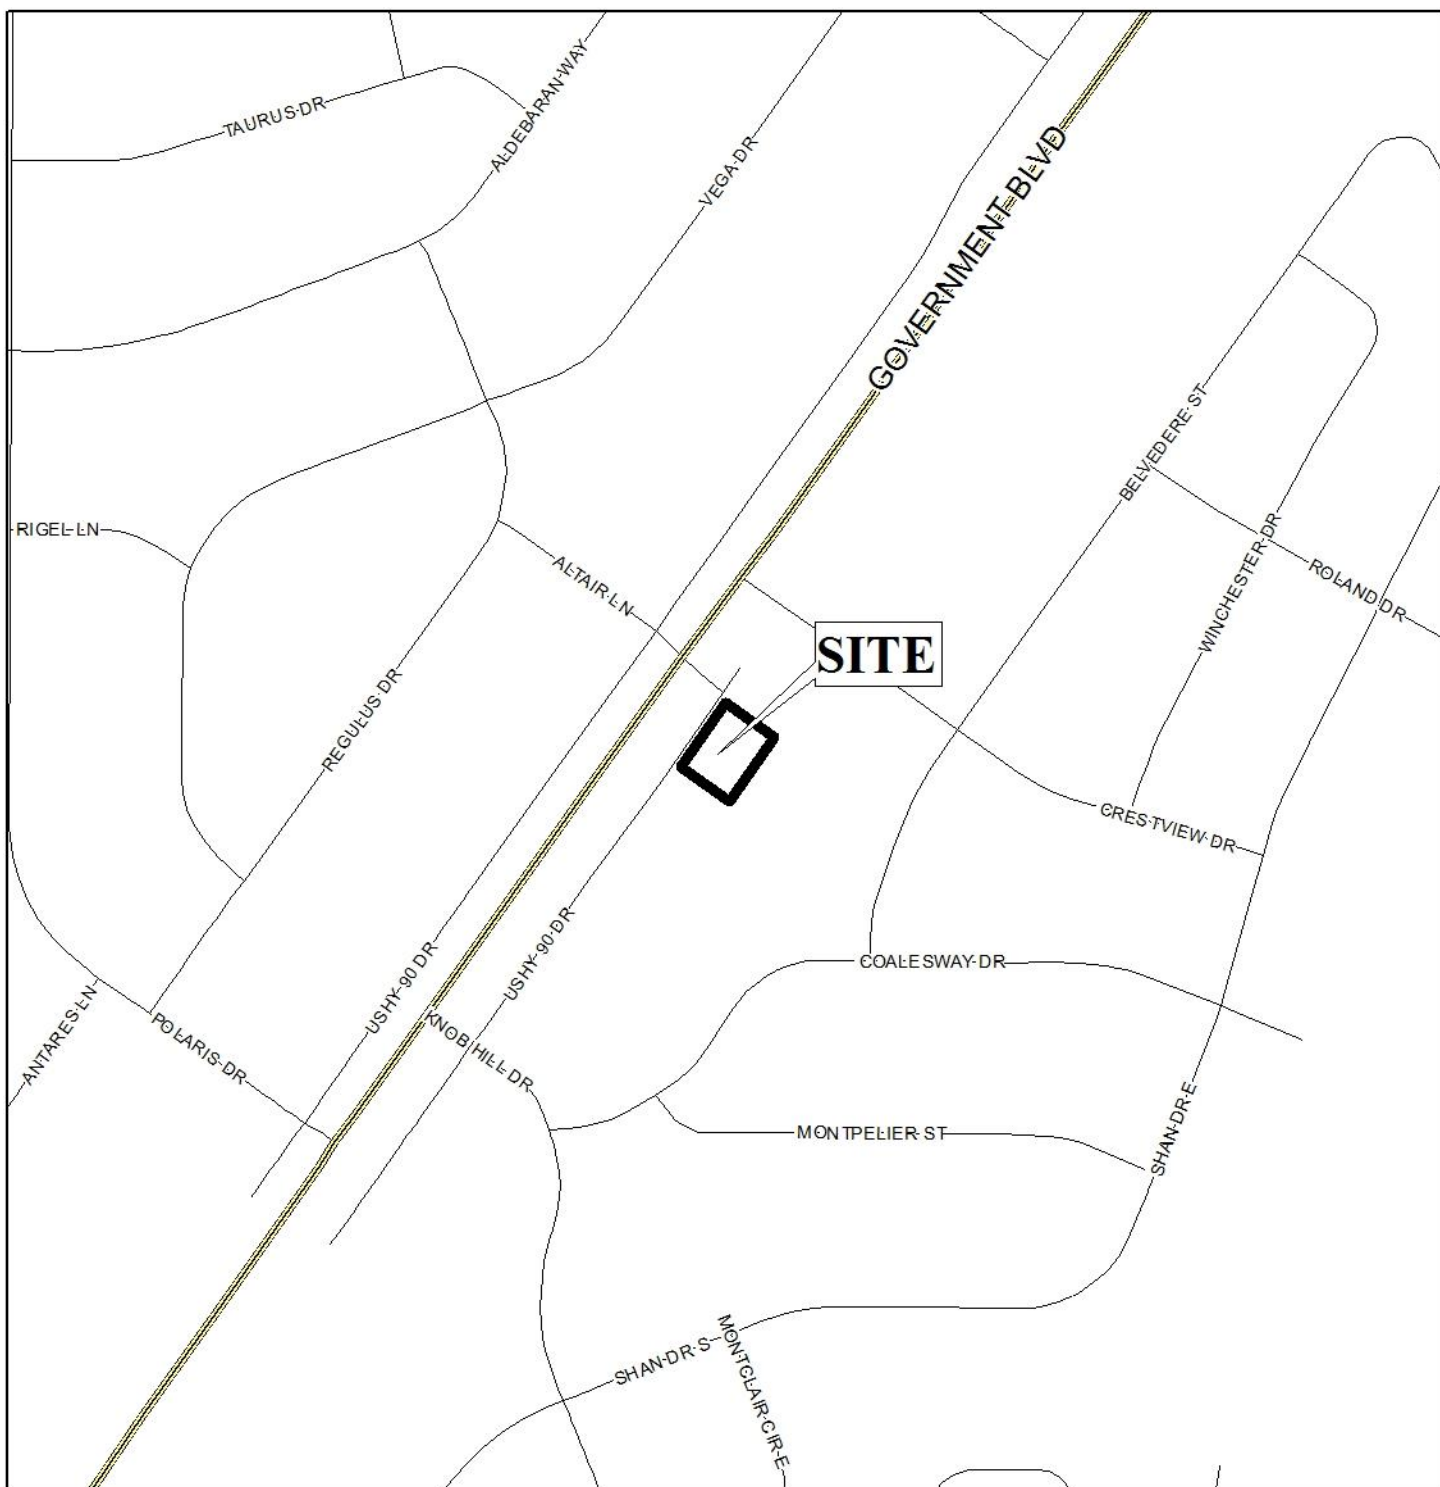 TAURUS DR
ALDEBARAN WAY
VEGA DR
GOVERNMENT BLVD
BELVEDERE ST
RIGEL LN
ALTAIR LN
WINCHESTER DR
ROLAND DR
SITE
REGULUS DR
CRESTVIEW DR
USHY 90 DR
USHY 90 DR
COALESWAY DR
ANTARES LN
POLARIS DR
KNOB HILL DR
MONTPELIER ST
SHAN DR E
SHAN DR S
MONTCLAIR CIR E